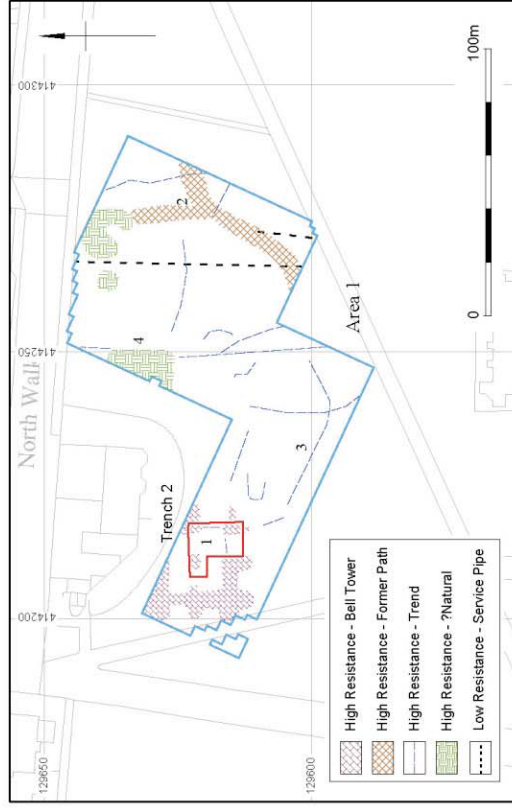 North Wall
129650
129600
414300
414250
414200
Trench 2
Area 1
1
2
3
4
0
100m
High Resistance - Bell Tower
High Resistance - Former Path
High Resistance - Trend
High Resistance - ?Natural
Low Resistance - Service Pipe